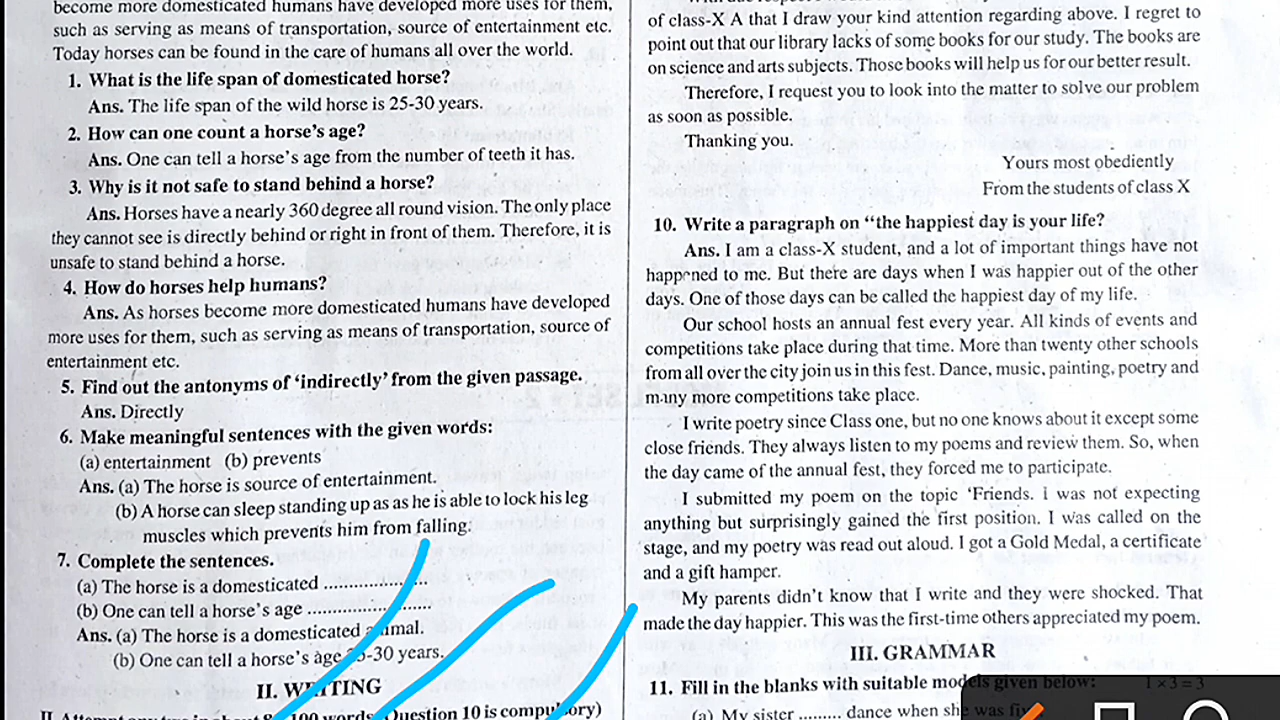 become more domesticated humans have developed more uses for them,
such as serving as means of transportation, source of entertainment etc.
Today horses can be found in the care of humans all over the world.
1. What is the life span of domesticated horse?
Ans. The life span of the wild horse is 25-30 years.
2. How can one count a horse's age?
Ans. One can tell a horse's age from the number of teeth it has.
3. Why is it not safe to stand behind a horse?
Ans. Horses have a nearly 360 degree all round vision. The only place
they cannot see is directly behind or right in front of them. Therefore, it is
unsafe to stand behind a horse.
4. How do horses help humans?
Ans. As horses become more domesticated humans have developed
more uses for them, such as serving as means of transportation, source of
entertainment etc.
5. Find out the antonyms of 'indirectly' from the given passage.
Ans. Directly
6. Make meaningful sentences with the given words:
(a) entertainment (b) prevents
Ans. (a) The horse is source of entertainment.
(b) A horse can sleep standing up as as he is able to lock his leg
muscles which prevents him from falling.
7. Complete the sentences.
(a) The horse is a domesticated ....................
(b) One can tell a horse's age ........................
Ans. (a) The horse is a domesticated animal.
(b) One can tell a horse's age 25-30 years.
II. WRITING
100 words. Question 10 is compulsory)
of class-X A that I draw your kind attention regarding above. I regret to
point out that our library lacks of some books for our study. The books are
on science and arts subjects. Those books will help us for our better result.
Therefore, I request you to look into the matter to solve our problem
as soon as possible.
Thanking you.
Yours most obediently
From the students of class X
10. Write a paragraph on "the happiest day is your life?
Ans. I am a class-X student, and a lot of important things have not
happened to me. But there are days when I was happier out of the other
days. One of those days can be called the happiest day of my life.
Our school hosts an annual fest every year. All kinds of events and
competitions take place during that time. More than twenty other schools
from all over the city join us in this fest. Dance, music, painting, poetry and
many more competitions take place.
I write poetry since Class one, but no one knows about it except some
close friends. They always listen to my poems and review them. So, when
the day came of the annual fest, they forced me to participate.
I submitted my poem on the topic 'Friends. I was not expecting
anything but surprisingly gained the first position. I was called on the
stage, and my poetry was read out aloud. I got a Gold Medal, a certificate
and a gift hamper.
My parents didn't know that I write and they were shocked. That
made the day happier. This was the first-time others appreciated my poem.
III. GRAMMAR
11. Fill in the blanks with suitable models given below: 1×3=3
(a) My sister ......... dance when she was